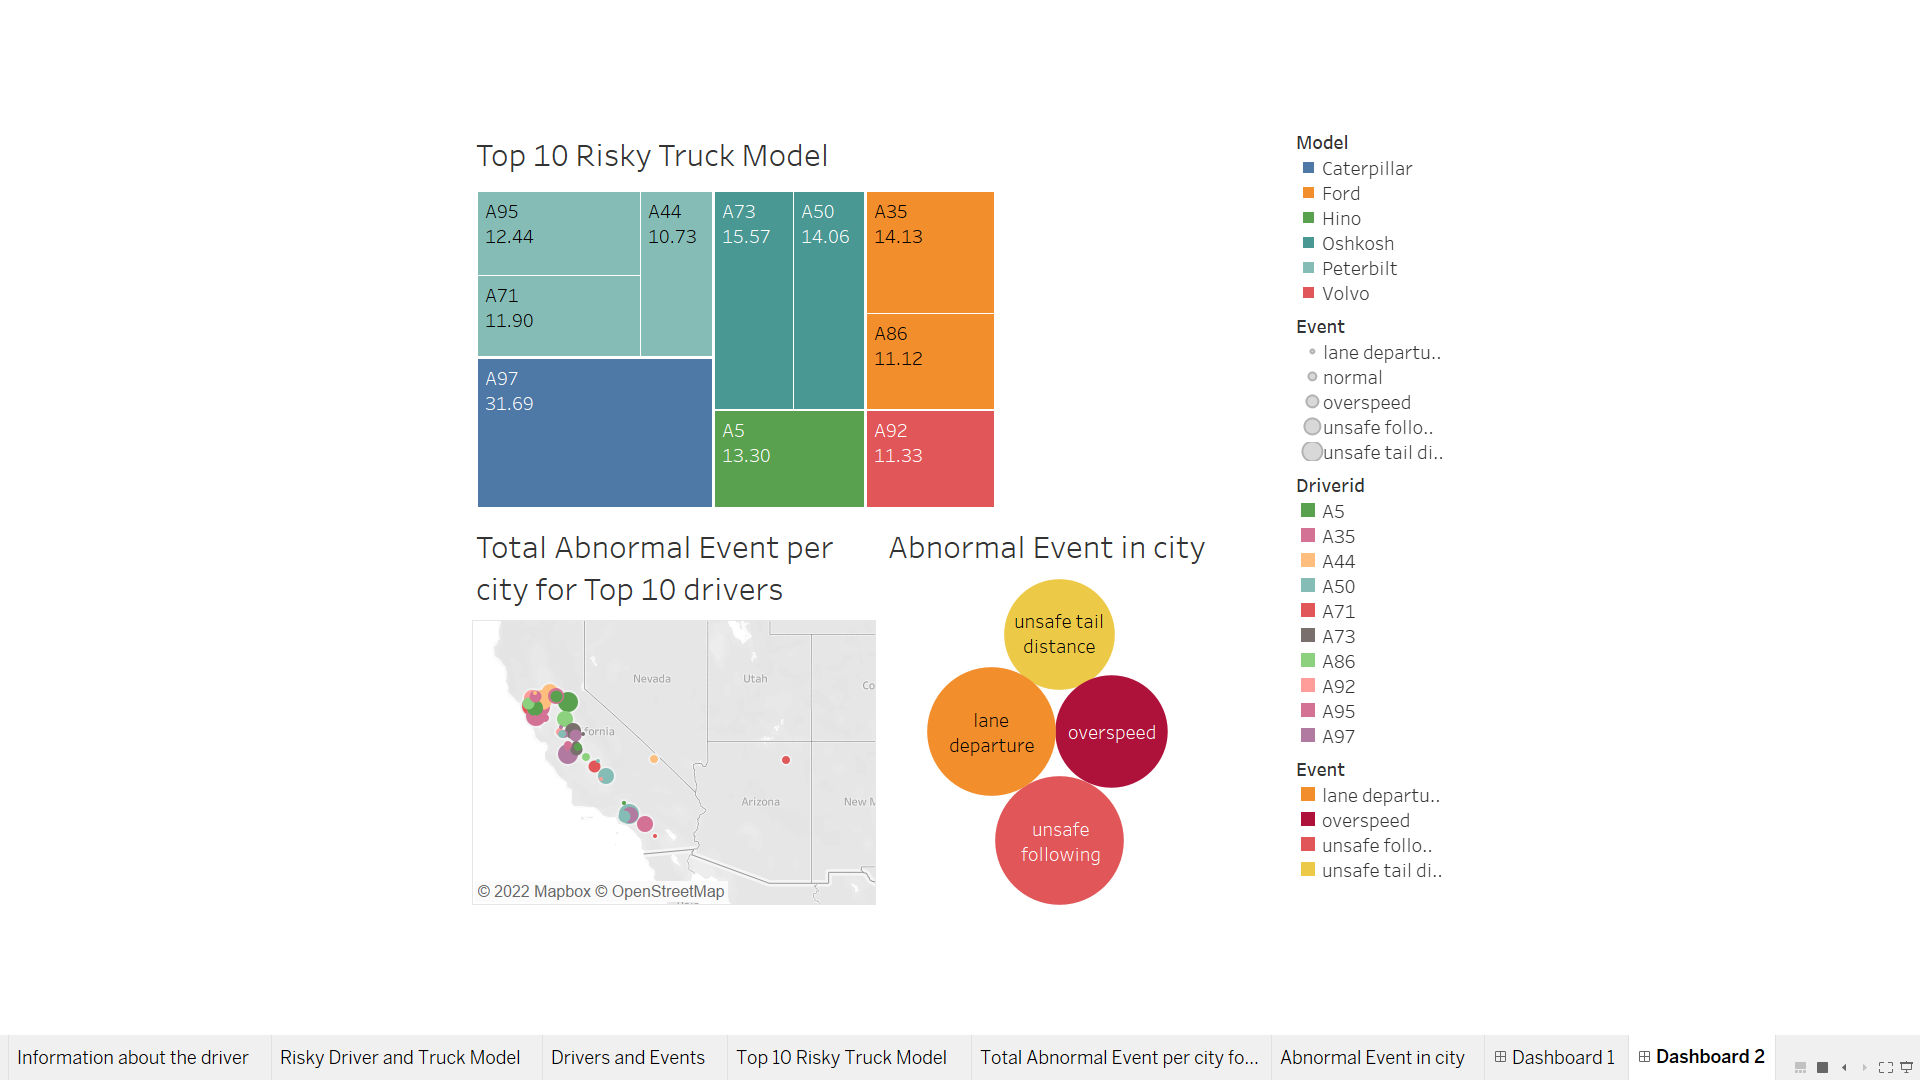 Top 10 Risky Truck Model
A95
12.44
A44
10.73
A71
11.90
A97
31.69
A73
15.57
A50
14.06
A5
13.30
A35
14.13
A86
11.12
A92
11.33
Total Abnormal Event per
city for Top 10 drivers
Nevada
Utah
Co
fornia
Arizona
New M
© 2022 Mapbox © OpenStreetMap
Abnormal Event in city
unsafe tail
distance
lane
departure
overspeed
unsafe
following
Model
Caterpillar
Ford
Hino
Oshkosh
Peterbilt
Volvo
Event
lane departu..
normal
overspeed
unsafe follo..
unsafe tail di..
Driverid
A5
A35
A44
A50
A71
A73
A86
A92
A95
A97
Event
lane departu..
overspeed
unsafe follo..
unsafe tail di..
Information about the driver
Risky Driver and Truck Model
Drivers and Events
Top 10 Risky Truck Model
Total Abnormal Event per city fo...
Abnormal Event in city
Dashboard 1
Dashboard 2